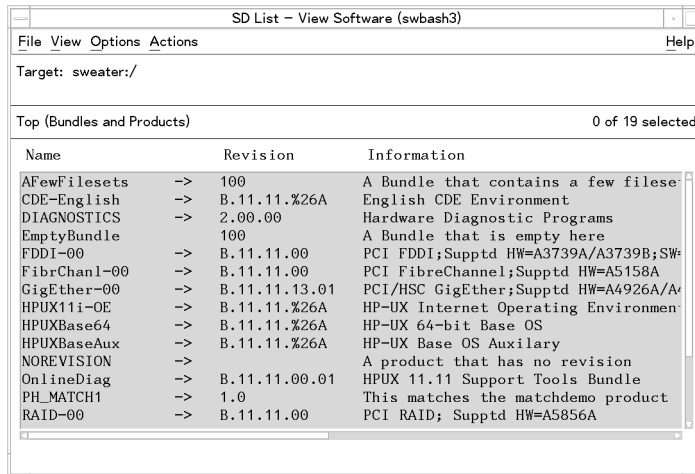 SD List - View Software (swbash3)
File View Options Actions Help
Target: sweater:/
Top (Bundles and Products) 0 of 19 selected
Name Revision Information
AFewFilesets -> 100 A Bundle that contains a few filese
CDE-English -> B.11.11.%26A English CDE Environment
DIAGNOSTICS -> 2.00.00 Hardware Diagnostic Programs
EmptyBundle 100 A Bundle that is empty here
FDDI-00 -> B.11.11.00 PCI FDDI;Supptd HW=A3739A/A3739B;SW=
FibrChanl-00 -> B.11.11.00 PCI FibreChannel;Supptd HW=A5158A
GigEther-00 -> B.11.11.13.01 PCI/HSC GigEther;Supptd HW=A4926A/A4
HPUX11i-OE -> B.11.11.%26A HP-UX Internet Operating Environmen
HPUXBase64 -> B.11.11.%26A HP-UX 64-bit Base OS
HPUXBaseAux -> B.11.11.%26A HP-UX Base OS Auxilary
NOREVISION -> A product that has no revision
OnlineDiag -> B.11.11.00.01 HPUX 11.11 Support Tools Bundle
PH_MATCH1 -> 1.0 This matches the matchdemo product
RAID-00 -> B.11.11.00 PCI RAID; Supptd HW=A5856A